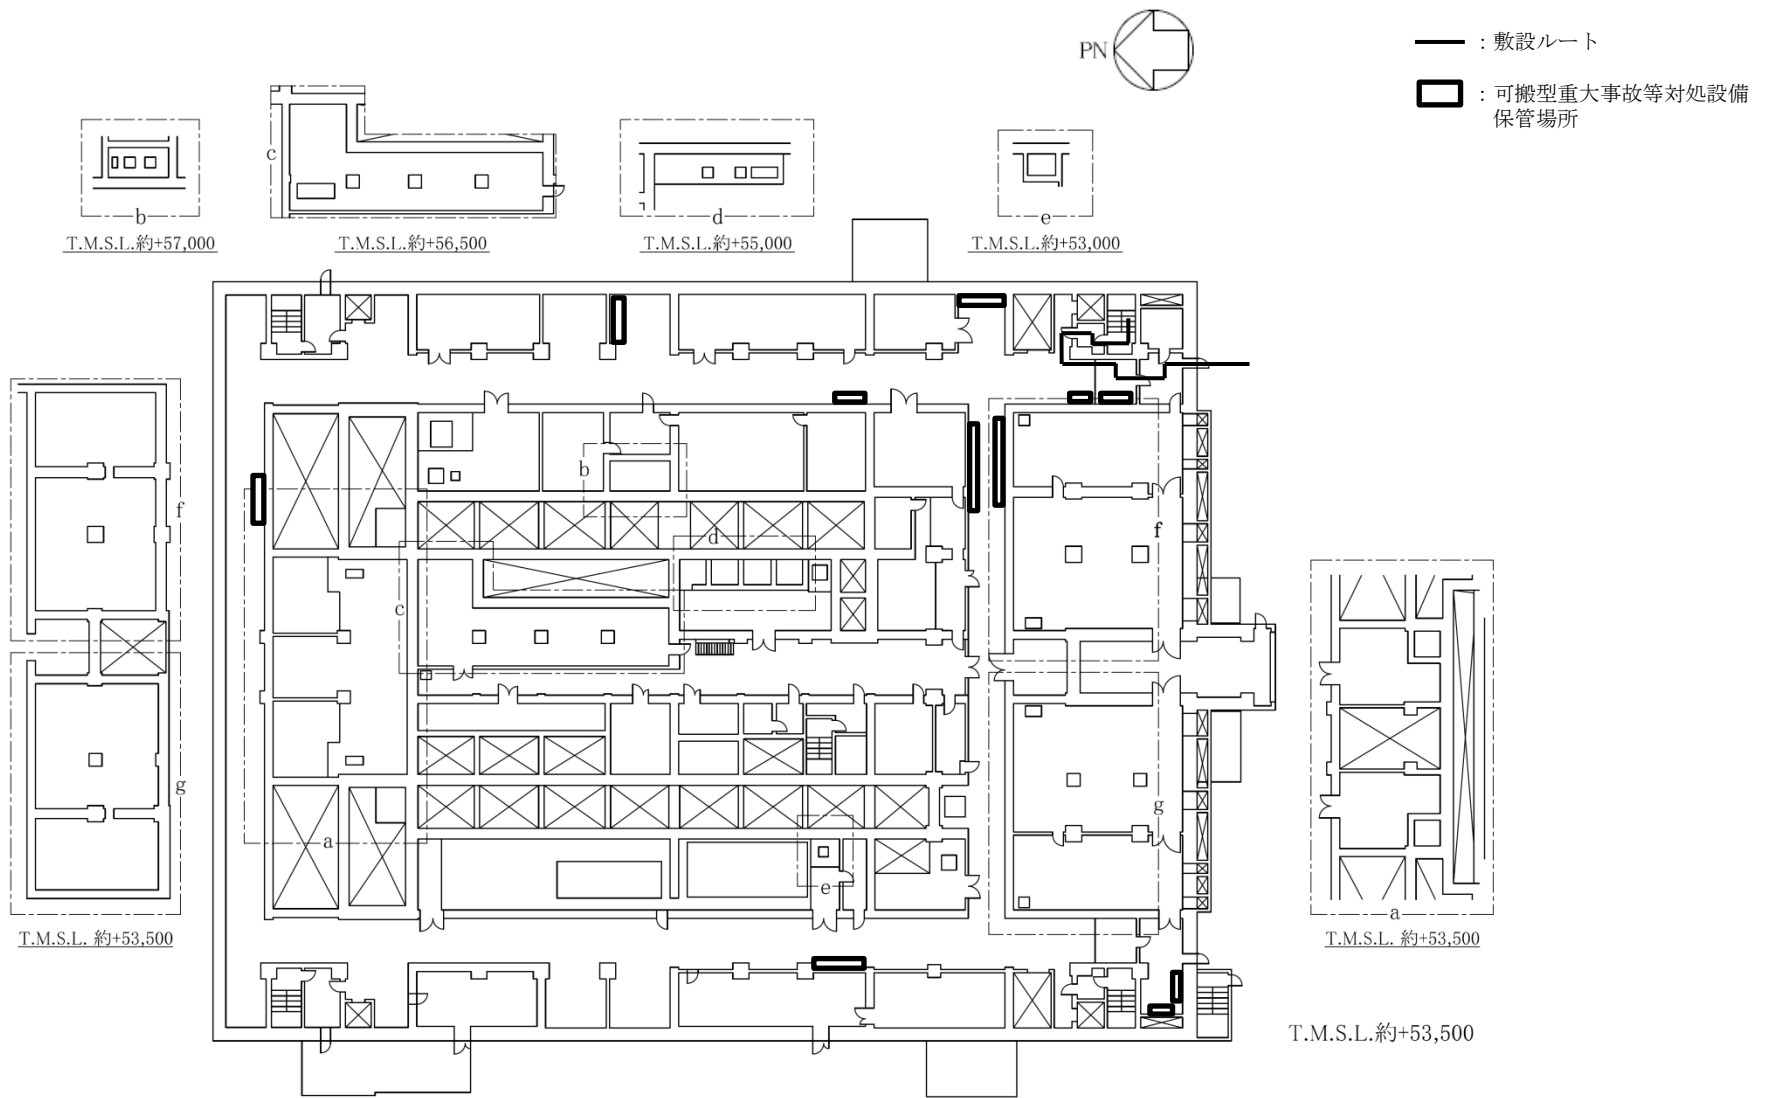 PN
：敷設ルート
：可搬型重大事故等対処設備
保管場所
c
b
T.M.S.L.約+57,000
T.M.S.L.約+56,500
d
T.M.S.L.約+55,000
e
T.M.S.L.約+53,000
b
f
f
d
c
g
g
a
e
T.M.S.L. 約+53,500
a
T.M.S.L. 約+53,500
T.M.S.L.約+53,500